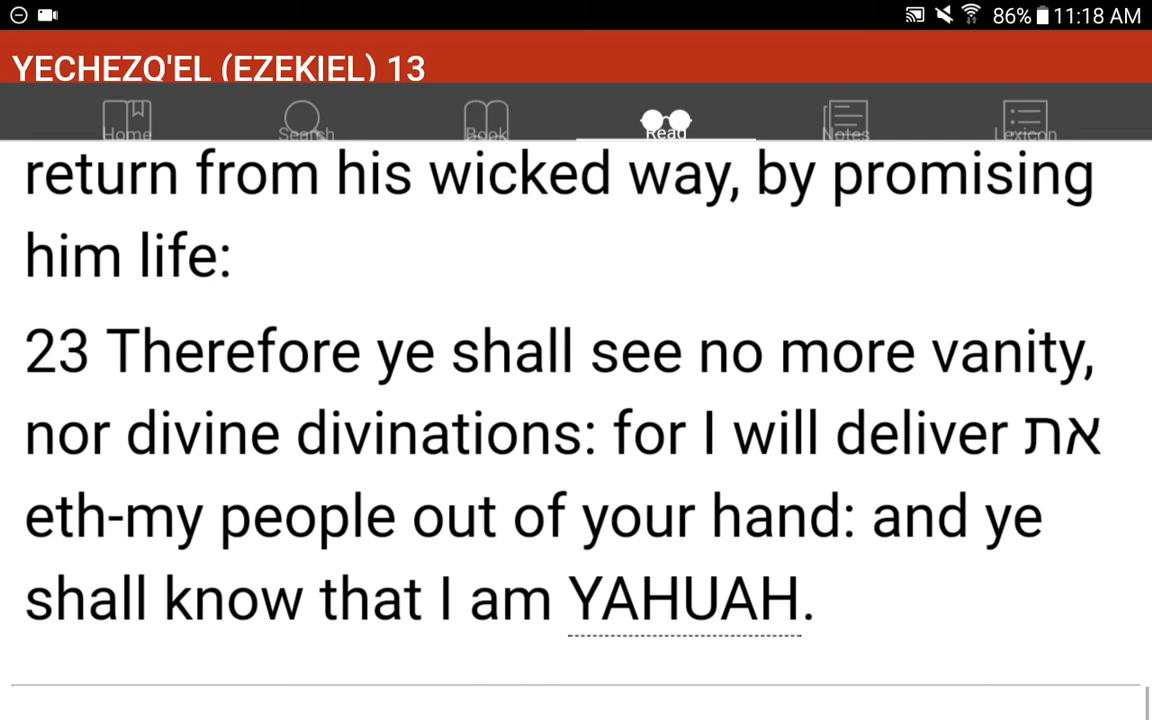 86% 11:18 AM
YECHEZQ'EL (EZEKIEL) 13
Home Search Book Read Notes Lexicon
return from his wicked way, by promising
him life:
23 Therefore ye shall see no more vanity,
nor divine divinations: for I will deliver את
eth-my people out of your hand: and ye
shall know that I am YAHUAH.